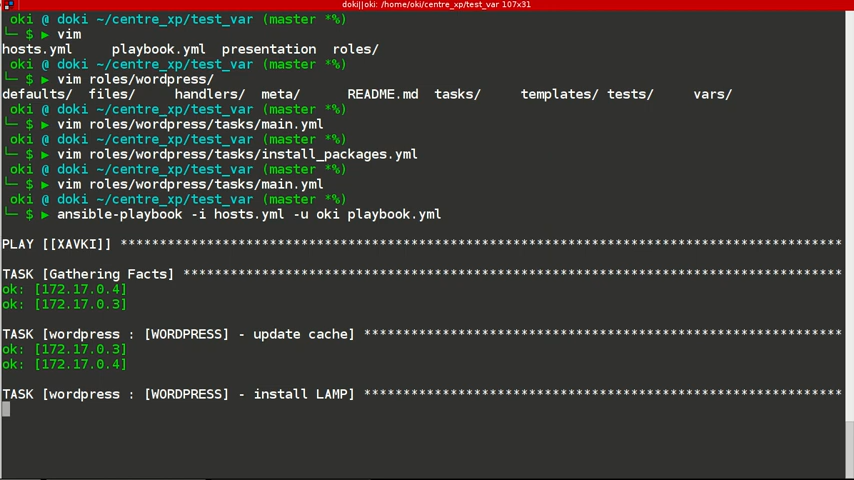 doki||oki: /home/oki/centre_xp/test_var 107x31
oki @ doki ~/centre_xp/test_var (master *%)
└─ $ ▶ vim
hosts.yml     playbook.yml  presentation  roles/
oki @ doki ~/centre_xp/test_var (master *%)
└─ $ ▶ vim roles/wordpress/
defaults/  files/     handlers/  meta/      README.md  tasks/     templates/ tests/     vars/
oki @ doki ~/centre_xp/test_var (master *%)
└─ $ ▶ vim roles/wordpress/tasks/main.yml
oki @ doki ~/centre_xp/test_var (master *%)
└─ $ ▶ vim roles/wordpress/tasks/install_packages.yml
oki @ doki ~/centre_xp/test_var (master *%)
└─ $ ▶ vim roles/wordpress/tasks/main.yml
oki @ doki ~/centre_xp/test_var (master *%)
└─ $ ▶ ansible-playbook -i hosts.yml -u oki playbook.yml
PLAY [[XAVKI]] ********************************************************************************************
TASK [Gathering Facts] ************************************************************************************
ok: [172.17.0.4]
ok: [172.17.0.3]
TASK [wordpress : [WORDPRESS] - update cache] *************************************************************
ok: [172.17.0.3]
ok: [172.17.0.4]
TASK [wordpress : [WORDPRESS] - install LAMP] *************************************************************